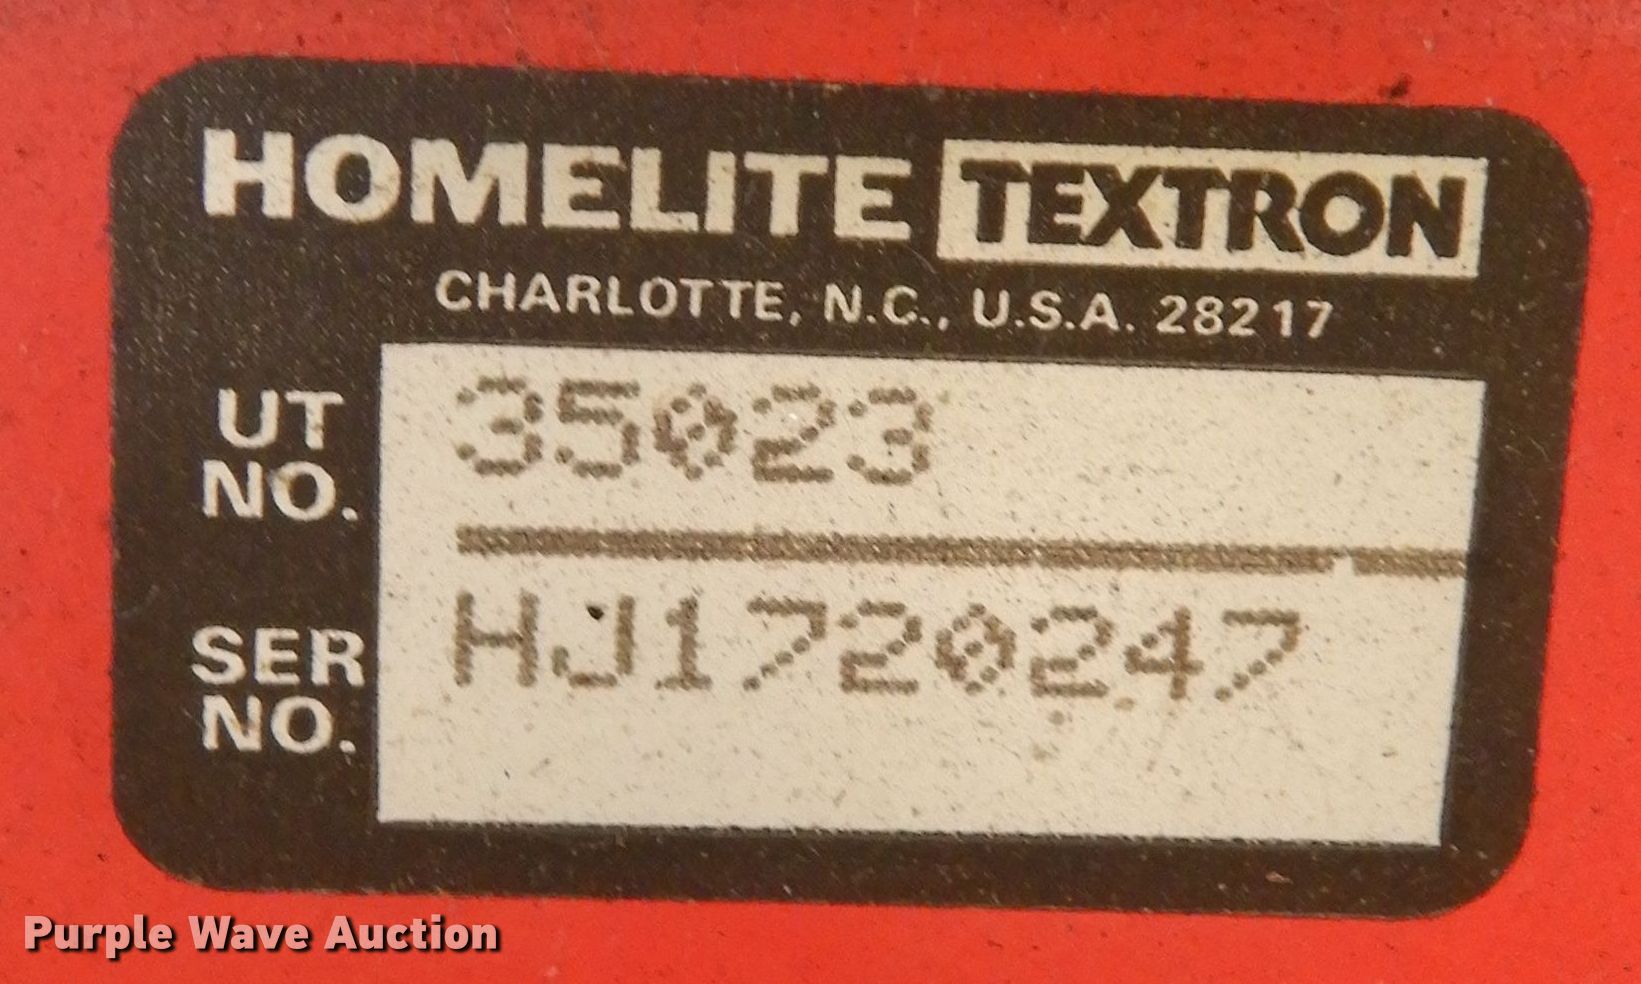 HOMELITE TEXTRON
CHARLOTTE, N.C., U.S.A. 28217
UT NO. 35023
SER NO. HJ1720247
Purple Wave Auction